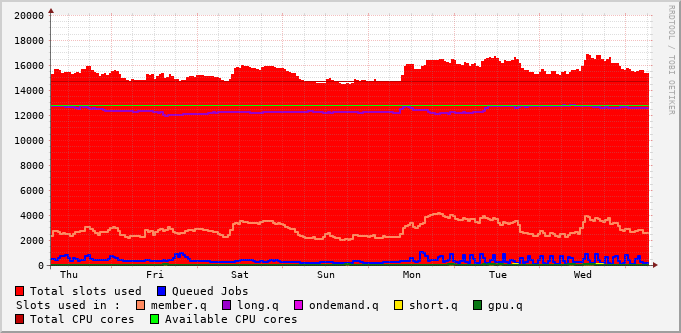 RRDTOOL / TOBI OETIKER
20000
18000
16000
14000
12000
10000
8000
6000
4000
2000
0
Thu Fri Sat Sun Mon Tue Wed
Total slots used Queued Jobs
Slots used in : member.q long.q ondemand.q short.q gpu.q
Total CPU cores Available CPU cores